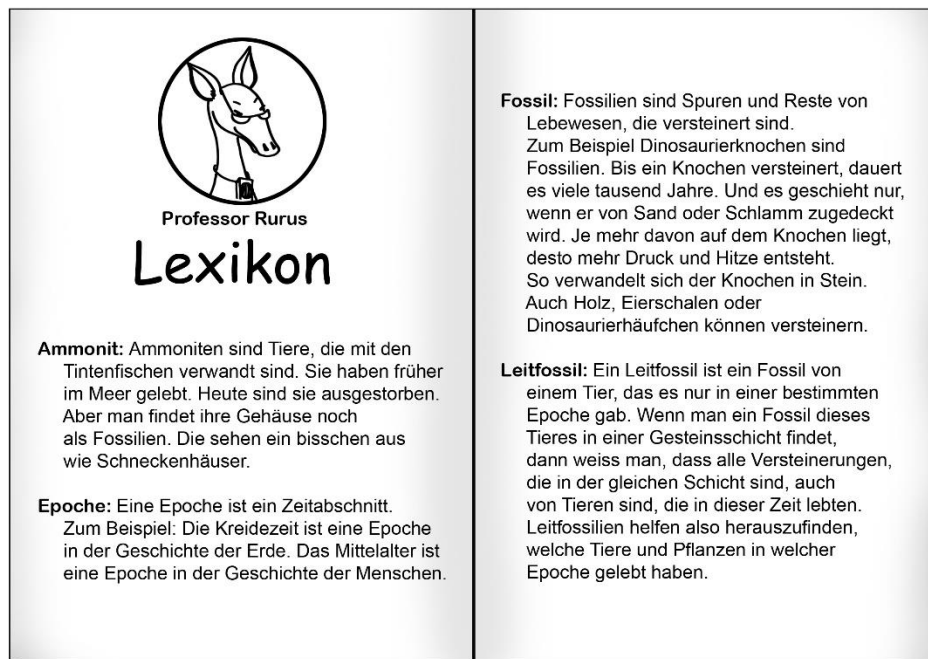 Professor Rurus
Lexikon
Ammonit: Ammoniten sind Tiere, die mit den
Tintenfischen verwandt sind. Sie haben früher
im Meer gelebt. Heute sind sie ausgestorben.
Aber man findet ihre Gehäuse noch
als Fossilien. Die sehen ein bisschen aus
wie Schneckenhäuser.
Epoche: Eine Epoche ist ein Zeitabschnitt.
Zum Beispiel: Die Kreidezeit ist eine Epoche
in der Geschichte der Erde. Das Mittelalter ist
eine Epoche in der Geschichte der Menschen.
Fossil: Fossilien sind Spuren und Reste von
Lebewesen, die versteinert sind.
Zum Beispiel Dinosaurierknochen sind
Fossilien. Bis ein Knochen versteinert, dauert
es viele tausend Jahre. Und es geschieht nur,
wenn er von Sand oder Schlamm zugedeckt
wird. Je mehr davon auf dem Knochen liegt,
desto mehr Druck und Hitze entsteht.
So verwandelt sich der Knochen in Stein.
Auch Holz, Eierschalen oder
Dinosaurierhäufchen können versteinern.
Leitfossil: Ein Leitfossil ist ein Fossil von
einem Tier, das es nur in einer bestimmten
Epoche gab. Wenn man ein Fossil dieses
Tieres in einer Gesteinsschicht findet,
dann weiss man, dass alle Versteinerungen,
die in der gleichen Schicht sind, auch
von Tieren sind, die in dieser Zeit lebten.
Leitfossilien helfen also herauszufinden,
welche Tiere und Pflanzen in welcher
Epoche gelebt haben.